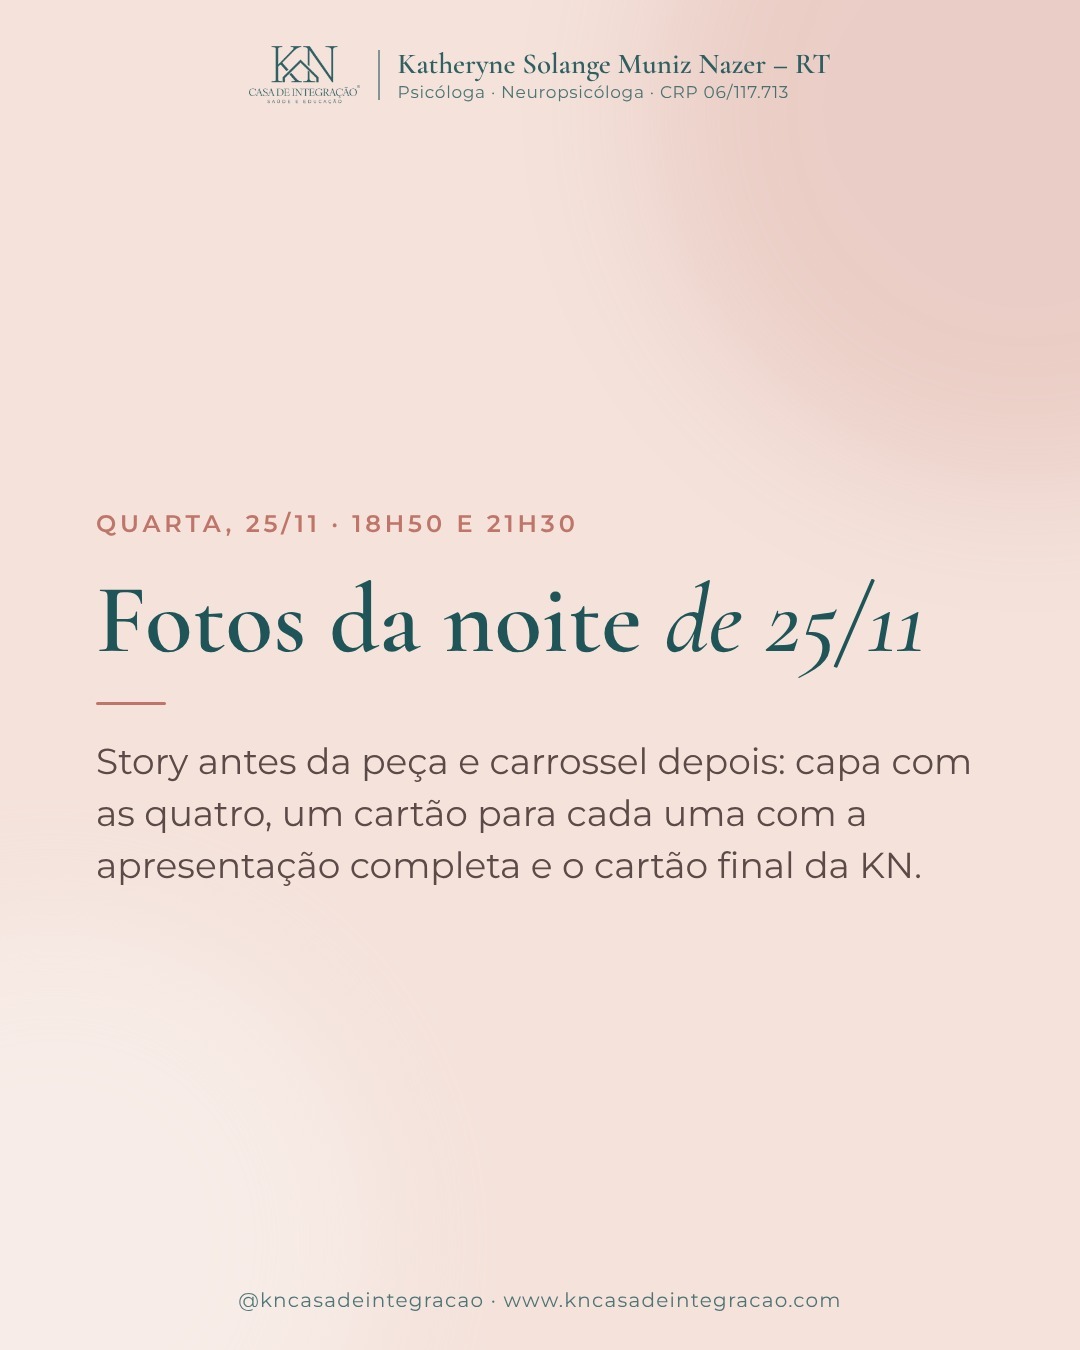 KN
CASA DE INTEGRAÇÃO®
SAÚDE E EDUCAÇÃO
Katheryne Solange Muniz Nazer – RT
Psicóloga · Neuropsicóloga · CRP 06/117.713
QUARTA, 25/11 · 18H50 E 21H30
Fotos da noite de 25/11
Story antes da peça e carrossel depois: capa com
as quatro, um cartão para cada uma com a
apresentação completa e o cartão final da KN.
@kncasadeintegracao · www.kncasadeintegracao.com